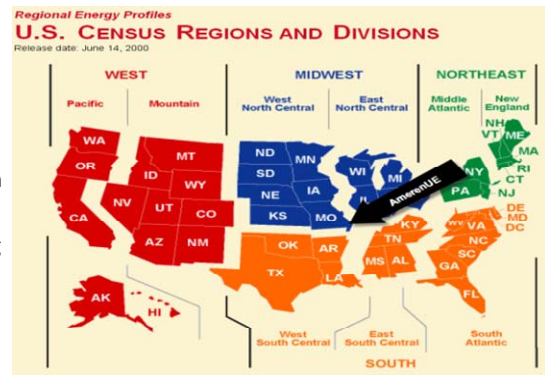 Regional Energy Profiles
U.S. CENSUS REGIONS AND DIVISIONS
Release date: June 14, 2000
WEST
MIDWEST
NORTHEAST
Pacific
Mountain
West
North Central
East
North Central
Middle
Atlantic
New
England
WA
OR
CA
NV
ID
MT
WY
UT
CO
AZ
NM
AK
HI
ND
SD
NE
KS
MN
IA
MO
WI
MI
AmerenUE
NH
VT
ME
MA
RI
CT
NJ
NY
PA
OK
TX
AR
LA
KY
TN
MS
AL
WV
VA
NC
SC
GA
FL
DE
MD
DC
West
South Central
East
South Central
South
Atlantic
SOUTH